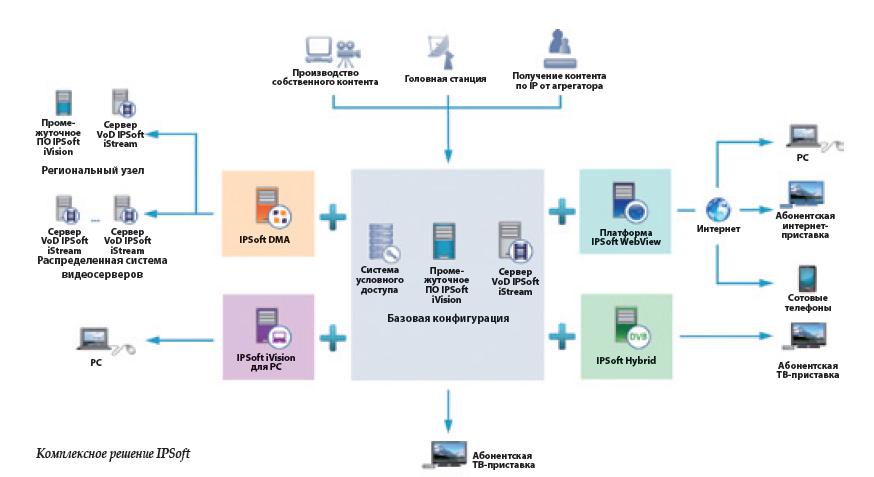 Производство
собственного контента
Головная станция
Получение контента
по IP от агрегатора
Проме-
жуточное
ПО IPSoft
iVision
Сервер
VoD IPSoft
iStream
Региональный узел
Сервер
VoD IPSoft
iStream
...
Сервер
VoD IPSoft
iStream
Распределенная система
видеосерверов
IPSoft DMA
Система
условного
доступа
Проме-
жуточное
ПО IPSoft
iVision
Сервер
VoD IPSoft
iStream
Базовая конфигурация
Платформа
IPSoft WebView
Интернет
PC
Абонентская
интернет-
приставка
Сотовые
телефоны
PC
IPSoft iVision
для PC
DVB
IPSoft Hybrid
Абонентская
ТВ-приставка
Абонентская
ТВ-приставка
Комплексное решение IPSoft